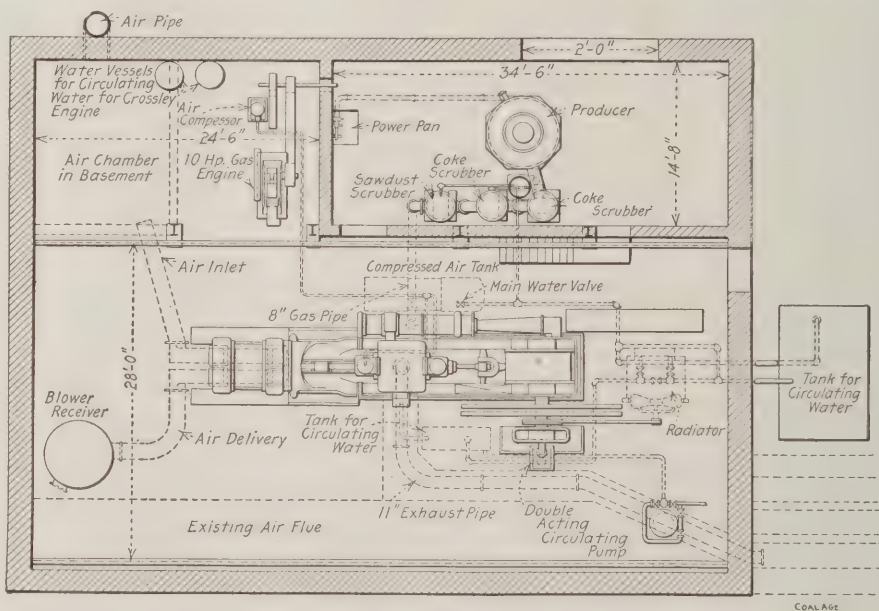 Air Pipe
2'-0"
34'-6"
Water Vessels
for Circulating
Water for Crossley
Engine
Air
Compessor
24'-6"
Power Pan
Producer
14'-8"
Air Chamber
in Basement
10 Hp. Gas
Engine
Coke
Scrubber
Sawdust
Scrubber
Coke
Scrubber
Air Inlet
Compressed Air Tank
Main Water Valve
8" Gas Pipe
28'-0"
Blower
Receiver
Air Delivery
Tank for
Circulating
Water
Radiator
Tank for
Circulating
Water
11" Exhaust Pipe
Double
Acting
Circulating
Pump
Existing Air Flue
COAL AGE